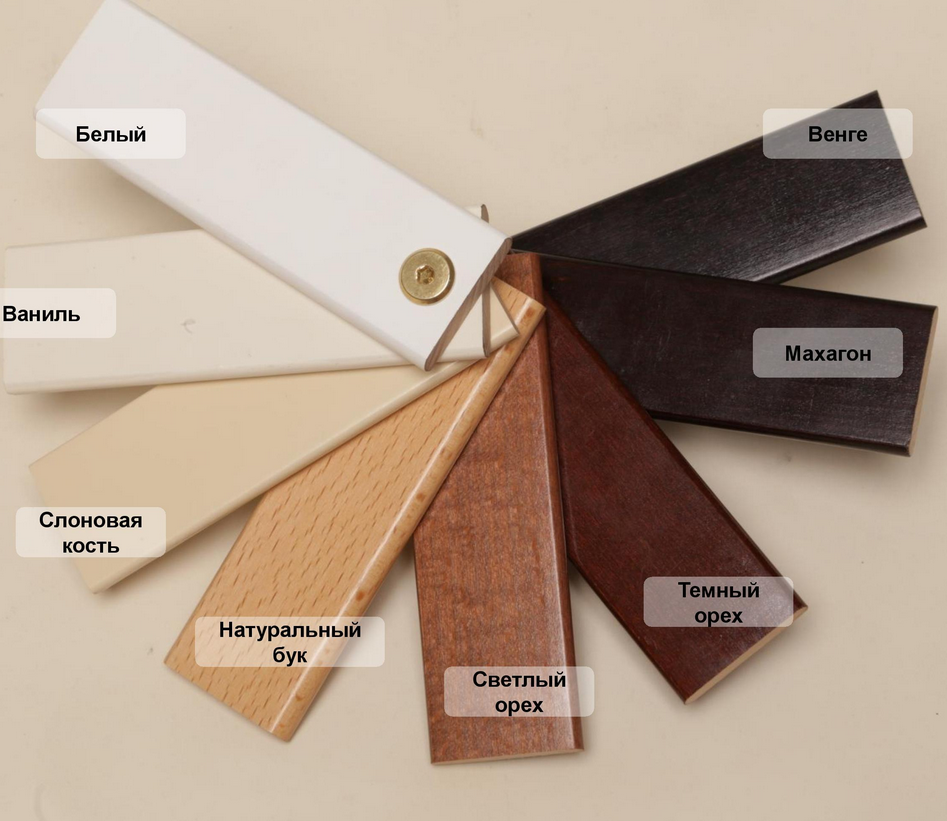 Белый
Венге
Ваниль
Махагон
Слоновая
кость
Темный
орех
Натуральный
бук
Светлый
орех